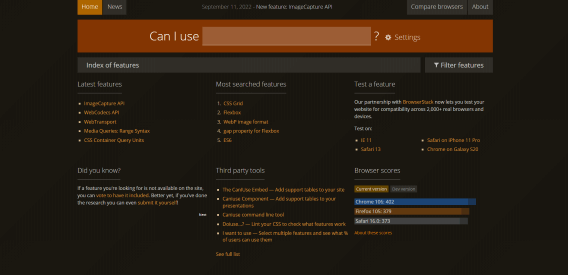 Home
News
September 11, 2022 - New feature: ImageCapture API
Compare browsers
About
Can I use
?
Settings
Index of features
Filter features
Latest features
ImageCapture API
WebCodecs API
WebTransport
Media Queries: Range Syntax
CSS Container Query Units
Most searched features
1. CSS Grid
2. Flexbox
3. WebP image format
4. gap property for Flexbox
5. ES6
Test a feature
Our partnership with BrowserStack now lets you test your
website for compatibility across 2,000+ real browsers and
devices.
Test on:
IE 11
Safari 13
Safari on iPhone 11 Pro
Chrome on Galaxy S20
Did you know?
If a feature you're looking for is not available on the site,
you can vote to have it included. Better yet, if you've done
the research you can even submit it yourself!
Next
Third party tools
The CanIUse Embed — Add support tables to your site
Caniuse Component — Add support tables to your
presentations
Caniuse command line tool
Doiuse...? — Lint your CSS to check what features work
I want to use — Select multiple features and see what %
of users can use them
See full list
Browser scores
Current version
Dev version
Chrome 106: 402
Firefox 105: 379
Safari 16.0: 373
About these scores